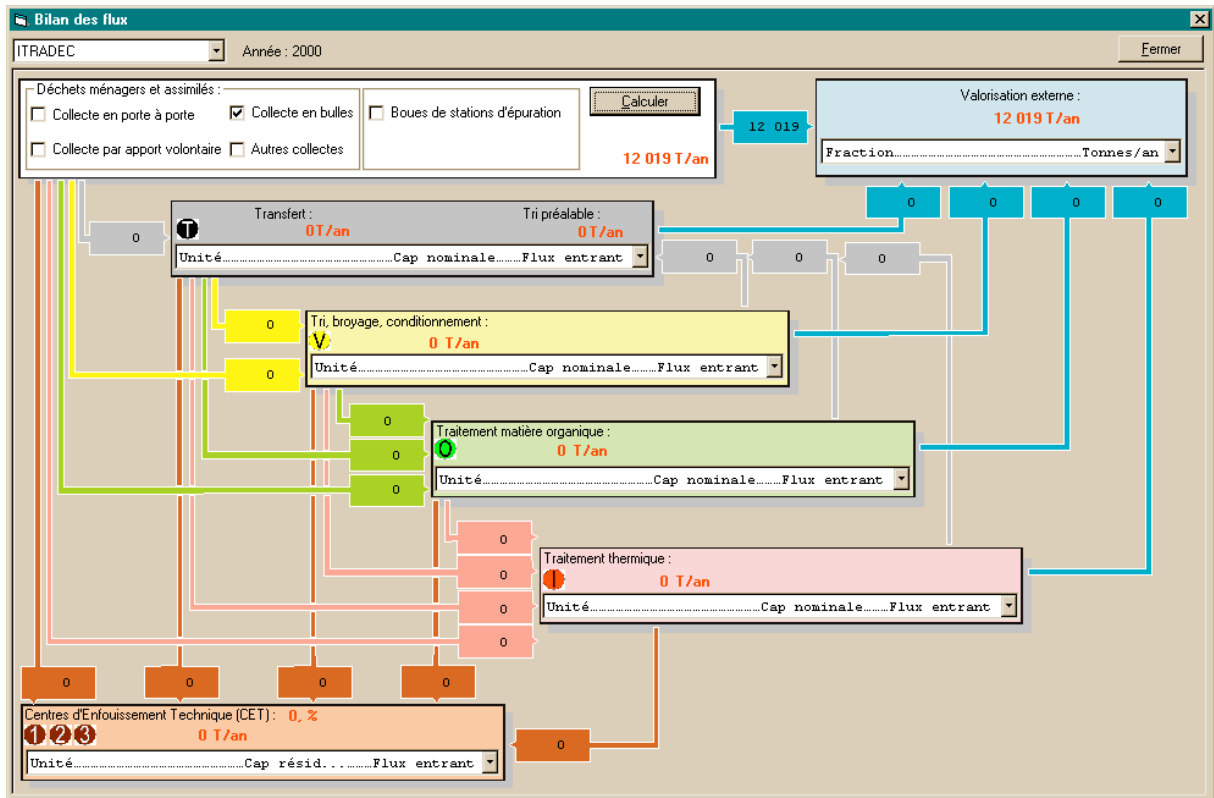 Bilan des flux
ITRADEC
Année : 2000
Fermer
Déchets ménagers et assimilés :
Collecte en porte à porte
Collecte en bulles
Boues de stations d'épuration
Calculer
Collecte par apport volontaire
Autres collectes
12 019 T/an
12 019
Valorisation externe :
12 019 T/an
Fraction..............................Tonnes/an
0 0 0 0
0
T
Transfert :
Tri préalable :
0T/an
0T/an
Unité..............................Cap nominale......Flux entrant
0 0 0
0
Tri, broyage, conditionnement :
V
0 T/an
Unité..............................Cap nominale......Flux entrant
0
0
Traitement matière organique :
O
0 T/an
0
Unité..............................Cap nominale......Flux entrant
0
0
Traitement thermique :
I
0 T/an
0
Unité..............................Cap nominale......Flux entrant
0
0
0 0 0 0
Centres d'Enfouissement Technique (CET) : 0, %
1 2 3
0 T/an
0
Unité..............................Cap résid.........Flux entrant